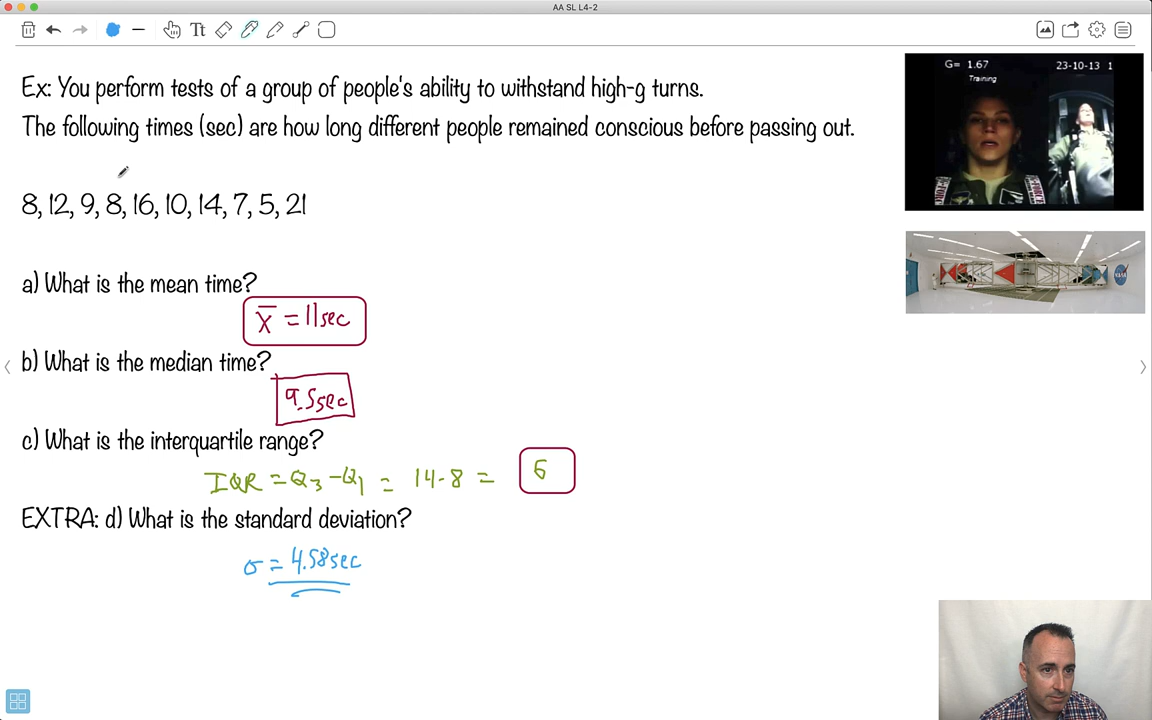 AA SL L4-2
Tt
Ex: You perform tests of a group of people's ability to withstand high-g turns.
The following times (sec) are how long different people remained conscious before passing out.
G= 1.67
23-10-13 1
Training
8, 12, 9, 8, 16, 10, 14, 7, 5, 21
a) What is the mean time?
x̄ = 11sec
b) What is the median time?
9.5sec
c) What is the interquartile range?
IQR = Q₃ - Q₁ = 14-8 = 6
EXTRA: d) What is the standard deviation?
σ = 4.58sec
NASA